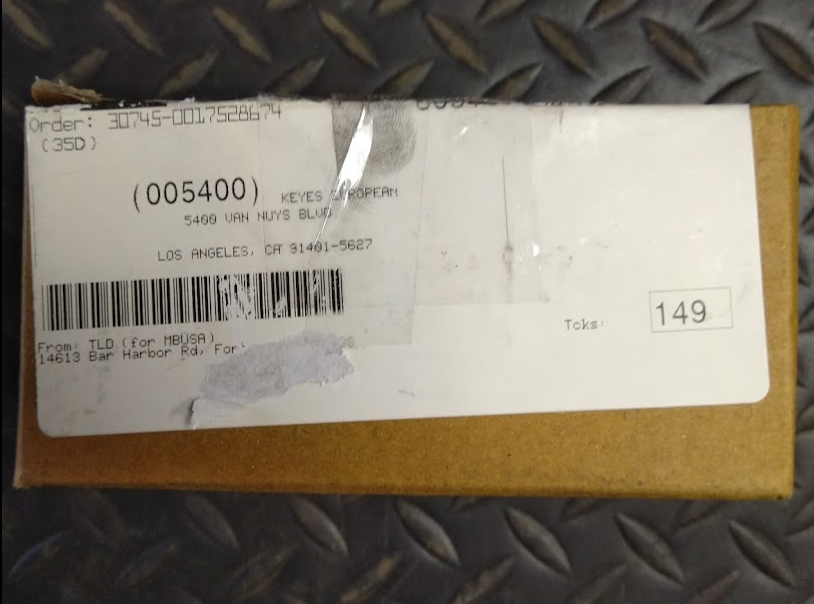 Order: 30745-0017528674
(35D)
(005400) KEYES EUROPEAN
5400 VAN NUYS BLVD
LOS ANGELES, CA 91401-5627
Tcks: 149
From: TLD (for MBUSA)
14613 Bar Harbor Rd, For